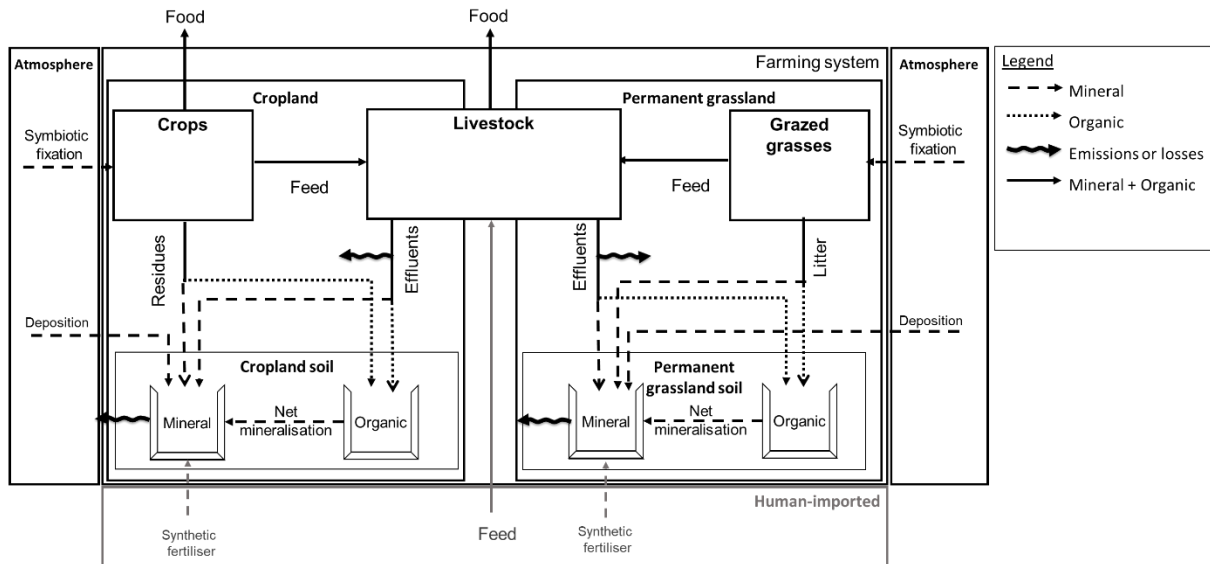 Food
Food
Atmosphere
Farming system
Atmosphere
Legend
Cropland
Permanent grassland
Mineral
Crops
Livestock
Grazed
grasses
Organic
Symbiotic
fixation
Symbiotic
fixation
Emissions or losses
Feed
Feed
Mineral + Organic
Residues
Effluents
Effluents
Litter
Deposition
Deposition
Cropland soil
Permanent
grassland soil
Mineral
Net
mineralisation
Organic
Mineral
Net
mineralisation
Organic
Human-imported
Synthetic
fertiliser
Feed
Synthetic
fertiliser